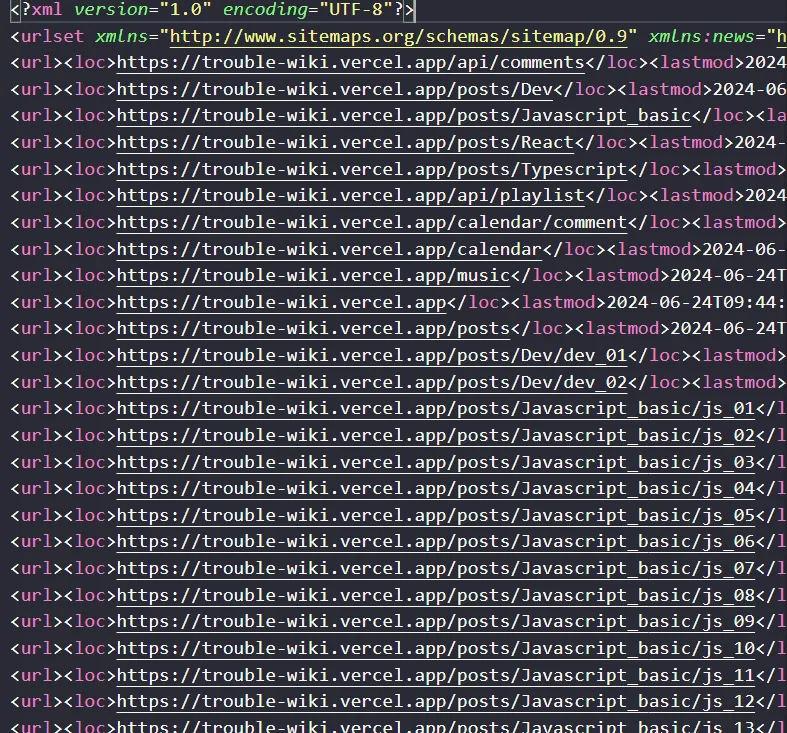 <?xml version="1.0" encoding="UTF-8"?>
<urlset xmlns="http://www.sitemaps.org/schemas/sitemap/0.9" xmlns:news="h
<url><loc>https://trouble-wiki.vercel.app/api/comments</loc><lastmod>2024
<url><loc>https://trouble-wiki.vercel.app/posts/Dev</loc><lastmod>2024-06
<url><loc>https://trouble-wiki.vercel.app/posts/Javascript_basic</loc><la
<url><loc>https://trouble-wiki.vercel.app/posts/React</loc><lastmod>2024-
<url><loc>https://trouble-wiki.vercel.app/posts/Typescript</loc><lastmod>
<url><loc>https://trouble-wiki.vercel.app/api/playlist</loc><lastmod>2024
<url><loc>https://trouble-wiki.vercel.app/calendar/comment</loc><lastmod>
<url><loc>https://trouble-wiki.vercel.app/calendar</loc><lastmod>2024-06-
<url><loc>https://trouble-wiki.vercel.app/music</loc><lastmod>2024-06-24T
<url><loc>https://trouble-wiki.vercel.app</loc><lastmod>2024-06-24T09:44:
<url><loc>https://trouble-wiki.vercel.app/posts</loc><lastmod>2024-06-24T
<url><loc>https://trouble-wiki.vercel.app/posts/Dev/dev_01</loc><lastmod>
<url><loc>https://trouble-wiki.vercel.app/posts/Dev/dev_02</loc><lastmod>
<url><loc>https://trouble-wiki.vercel.app/posts/Javascript_basic/js_01</l
<url><loc>https://trouble-wiki.vercel.app/posts/Javascript_basic/js_02</l
<url><loc>https://trouble-wiki.vercel.app/posts/Javascript_basic/js_03</l
<url><loc>https://trouble-wiki.vercel.app/posts/Javascript_basic/js_04</l
<url><loc>https://trouble-wiki.vercel.app/posts/Javascript_basic/js_05</l
<url><loc>https://trouble-wiki.vercel.app/posts/Javascript_basic/js_06</l
<url><loc>https://trouble-wiki.vercel.app/posts/Javascript_basic/js_07</l
<url><loc>https://trouble-wiki.vercel.app/posts/Javascript_basic/js_08</l
<url><loc>https://trouble-wiki.vercel.app/posts/Javascript_basic/js_09</l
<url><loc>https://trouble-wiki.vercel.app/posts/Javascript_basic/js_10</l
<url><loc>https://trouble-wiki.vercel.app/posts/Javascript_basic/js_11</l
<url><loc>https://trouble-wiki.vercel.app/posts/Javascript_basic/js_12</l
<url><loc>https://trouble-wiki.vercel.app/posts/Javascript_basic/js_13</l